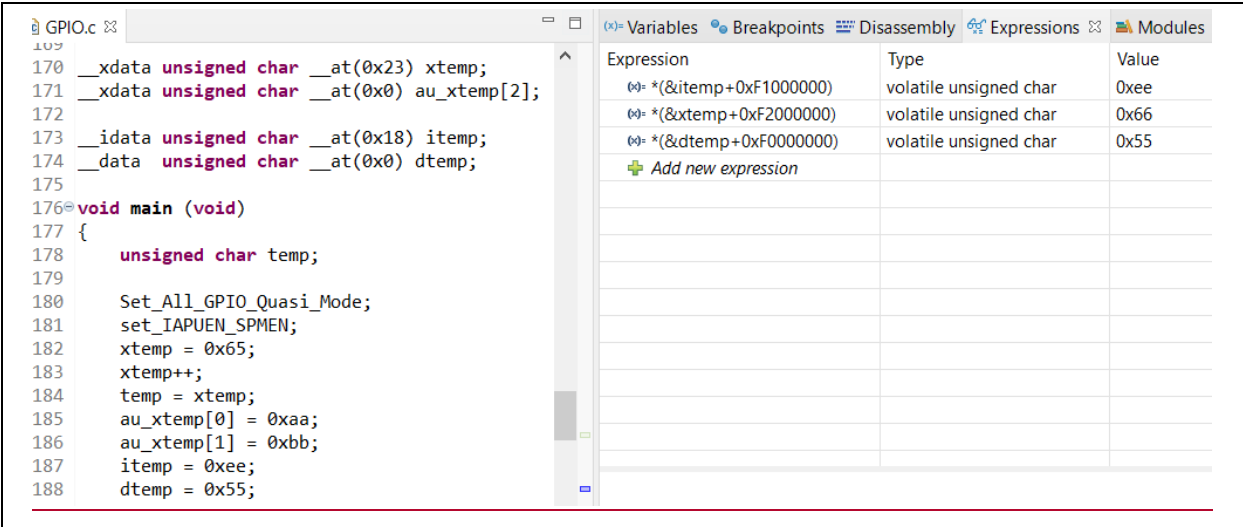 GPIO.c
169
170 __xdata unsigned char __at(0x23) xtemp;
171 __xdata unsigned char __at(0x0) au_xtemp[2];
172
173 __idata unsigned char __at(0x18) itemp;
174 __data  unsigned char __at(0x0) dtemp;
175
176 void main (void)
177 {
178     unsigned char temp;
179
180     Set_All_GPIO_Quasi_Mode;
181     set_IAPUEN_SPMEN;
182     xtemp = 0x65;
183     xtemp++;
184     temp = xtemp;
185     au_xtemp[0] = 0xaa;
186     au_xtemp[1] = 0xbb;
187     itemp = 0xee;
188     dtemp = 0x55;
(x)= Variables Breakpoints Disassembly Expressions Modules
Expression Type Value
(x)= *(&itemp+0xF1000000) volatile unsigned char 0xee
(x)= *(&xtemp+0xF2000000) volatile unsigned char 0x66
(x)= *(&dtemp+0xF0000000) volatile unsigned char 0x55
Add new expression